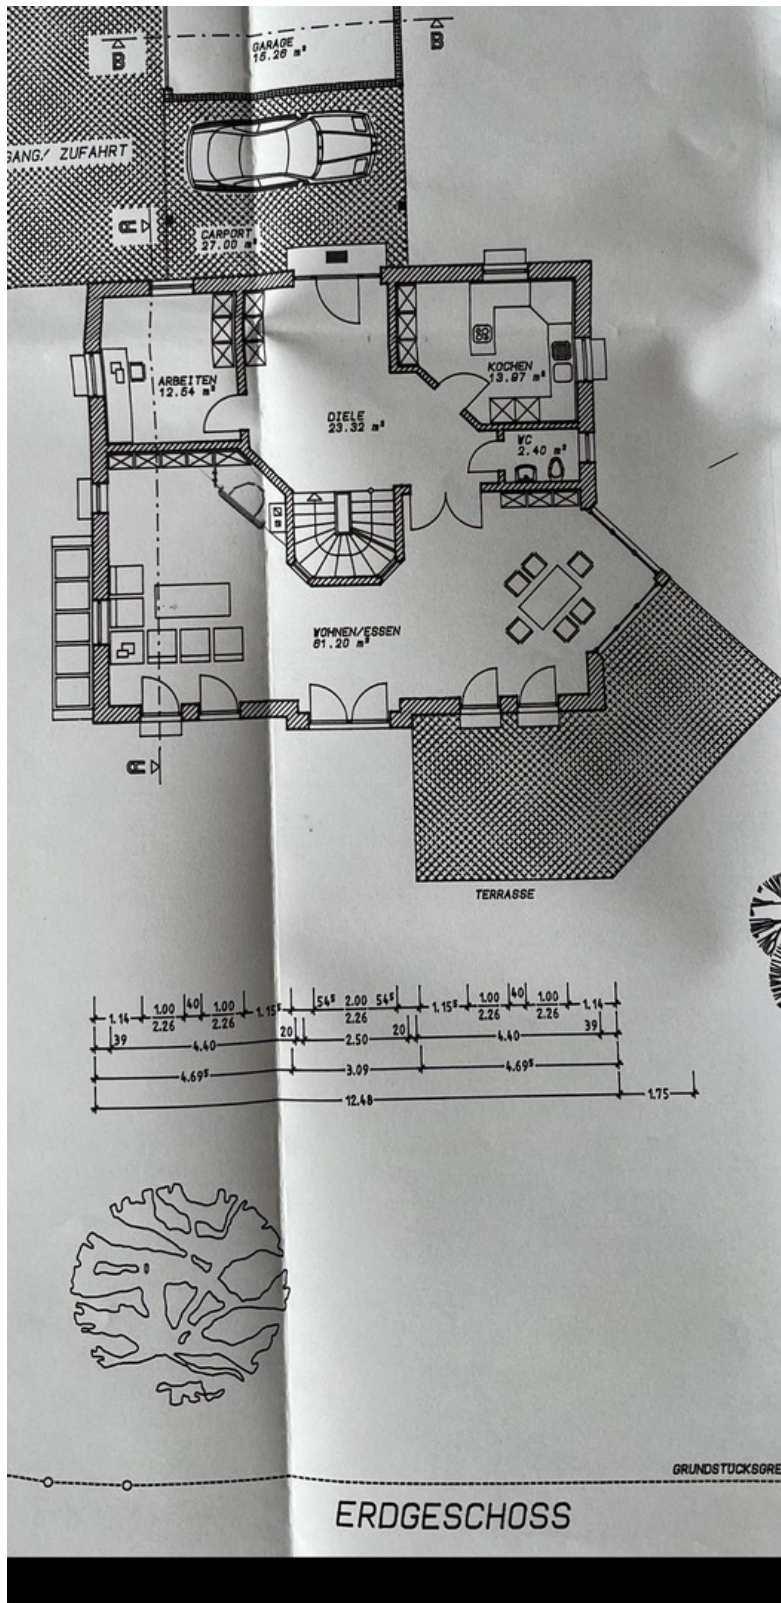 GARAGE
15.26 m²
B
B
GANG/ ZUFAHRT
A
CARPORT
27.00 m²
ARBEITEN
12.54 m²
KOCHEN
13.97 m²
DIELE
23.32 m²
WC
2.40 m²
WOHNEN/ESSEN
61.20 m²
A
TERRASSE
1.14 1.00 40 1.00 1.15⁵ 54⁵ 2.00 54⁵ 1.15⁵ 1.00 40 1.00 1.14
2.26 2.26 2.26 2.26 2.26
39 4.40 20 2.50 20 4.40 39
4.69⁵ 3.09 4.69⁵
12.48 1.75
GRUNDSTÜCKSGRE
ERDGESCHOSS